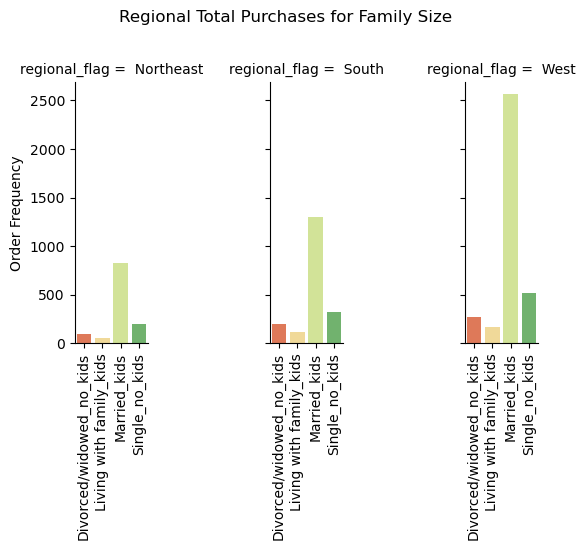 Regional Total Purchases for Family Size
regional_flag =  Northeast
regional_flag =  South
regional_flag =  West
Order Frequency
2500
2000
1500
1000
500
0
Divorced/widowed_no_kids
Living with family_kids
Married_kids
Single_no_kids
Divorced/widowed_no_kids
Living with family_kids
Married_kids
Single_no_kids
Divorced/widowed_no_kids
Living with family_kids
Married_kids
Single_no_kids